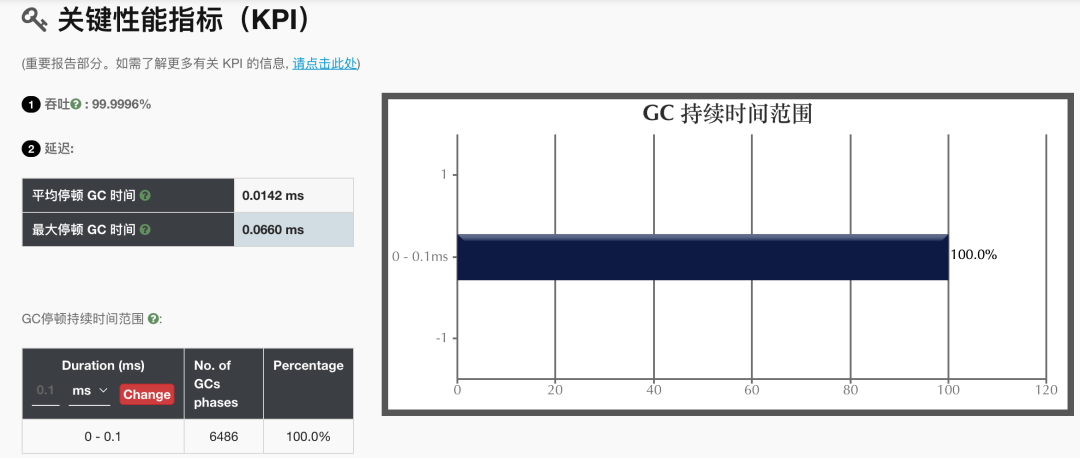 关键性能指标（KPI）
(重要报告部分。如需了解更多有关 KPI 的信息, 请点击此处)
1 吞吐? : 99.9996%
2 延迟:
平均停顿 GC 时间 ? 0.0142 ms
最大停顿 GC 时间 ? 0.0660 ms
GC停顿持续时间范围 ?:
Duration (ms)
0.1 ms Change
No. of
GCs
phases
Percentage
0 - 0.1 6486 100.0%
GC 持续时间范围
1
0 - 0.1ms 100.0%
-1
0 20 40 60 80 100 120